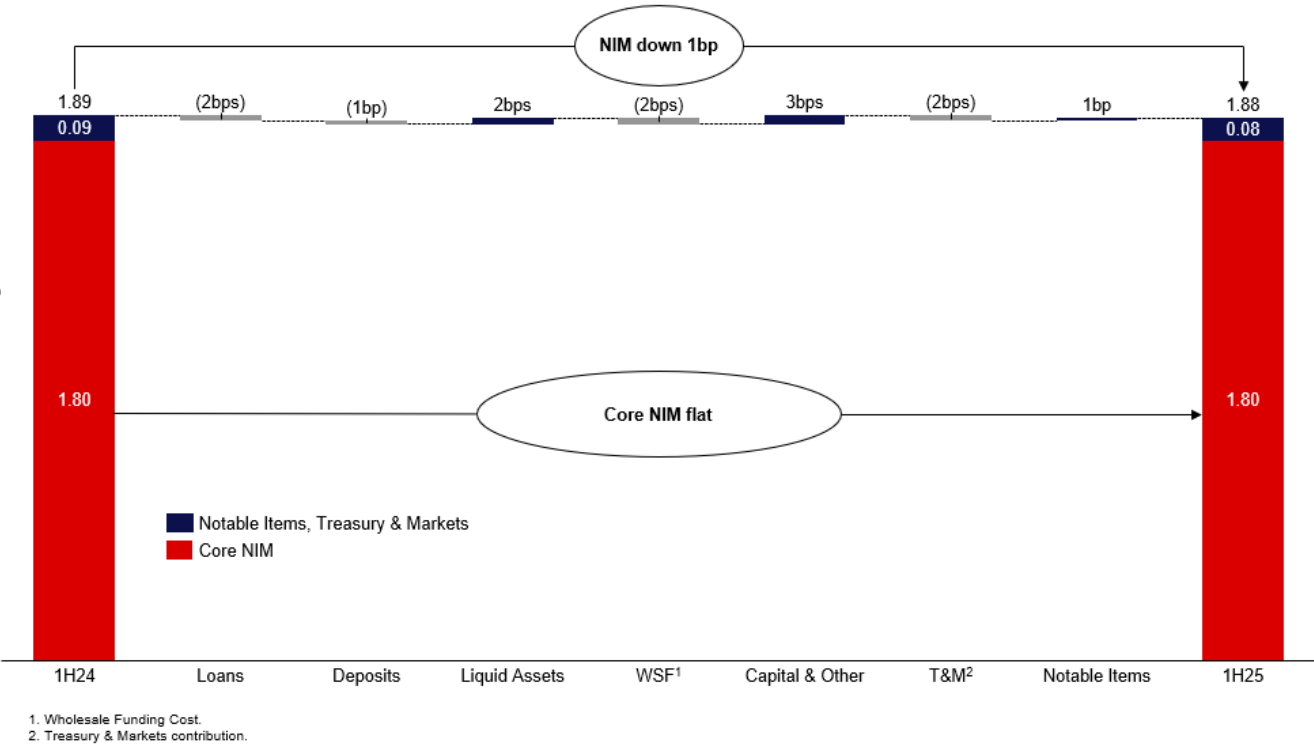 NIM down 1bp
1.89 (2bps) (1bp) 2bps (2bps) 3bps (2bps) 1bp 1.88
0.09 0.08
1.80 Core NIM flat 1.80
Notable Items, Treasury & Markets
Core NIM
1H24 Loans Deposits Liquid Assets WSF¹ Capital & Other T&M² Notable Items 1H25
1. Wholesale Funding Cost.
2. Treasury & Markets contribution.